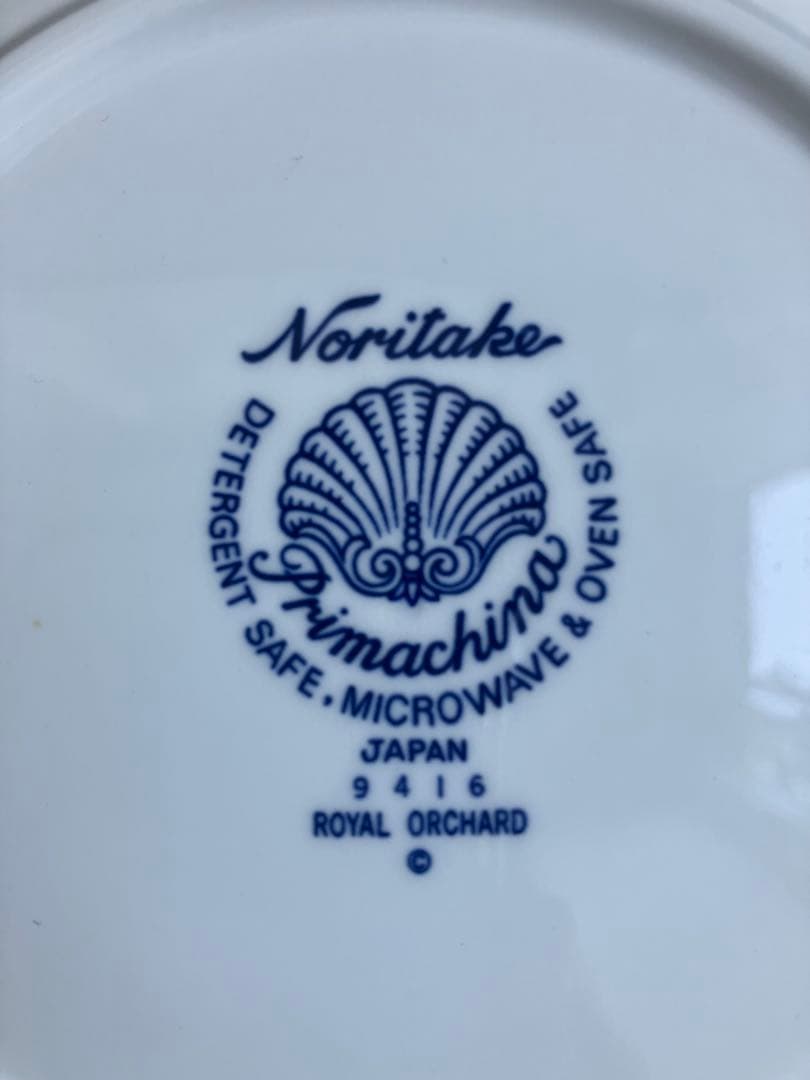 Noritake
Primachina
DETERGENT SAFE. MICROWAVE & OVEN SAFE
JAPAN
9416
ROYAL ORCHARD
©